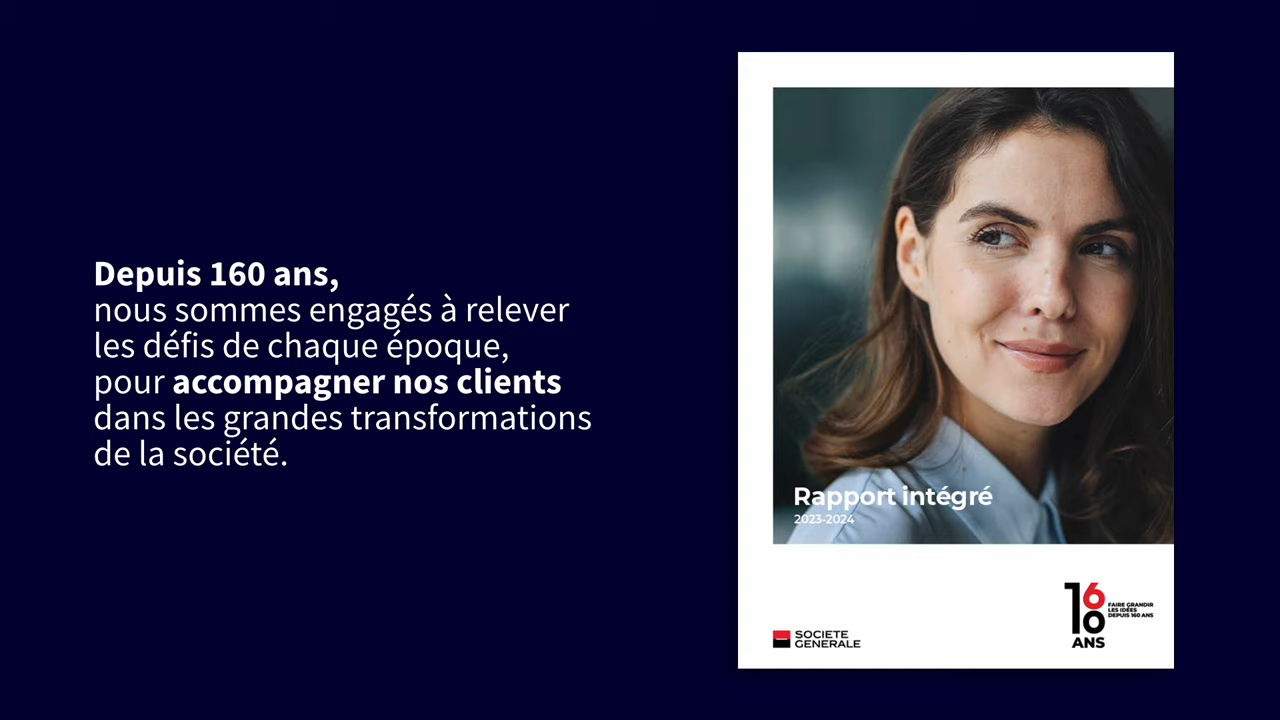 Depuis 160 ans,
nous sommes engagés à relever
les défis de chaque époque,
pour accompagner nos clients
dans les grandes transformations
de la société.
Rapport intégré
2023-2024
SOCIETE
GENERALE
160
ANS
FAIRE GRANDIR
LES IDÉES
DEPUIS 160 ANS